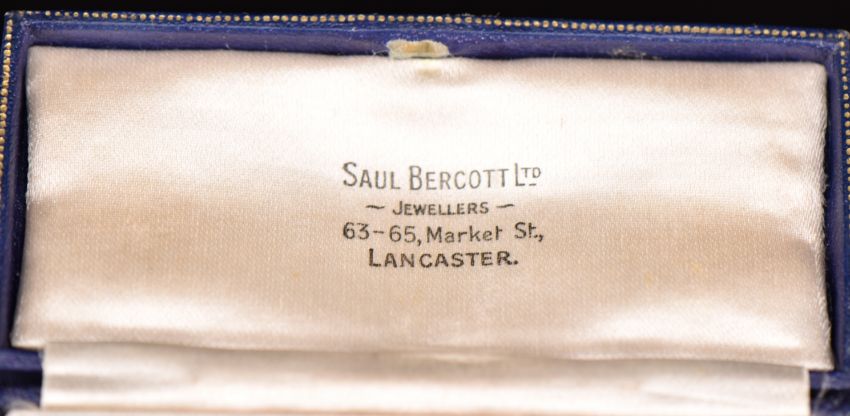 SAUL BERCOTT LTD
~ JEWELLERS ~
63-65, Market St.,
LANCASTER.